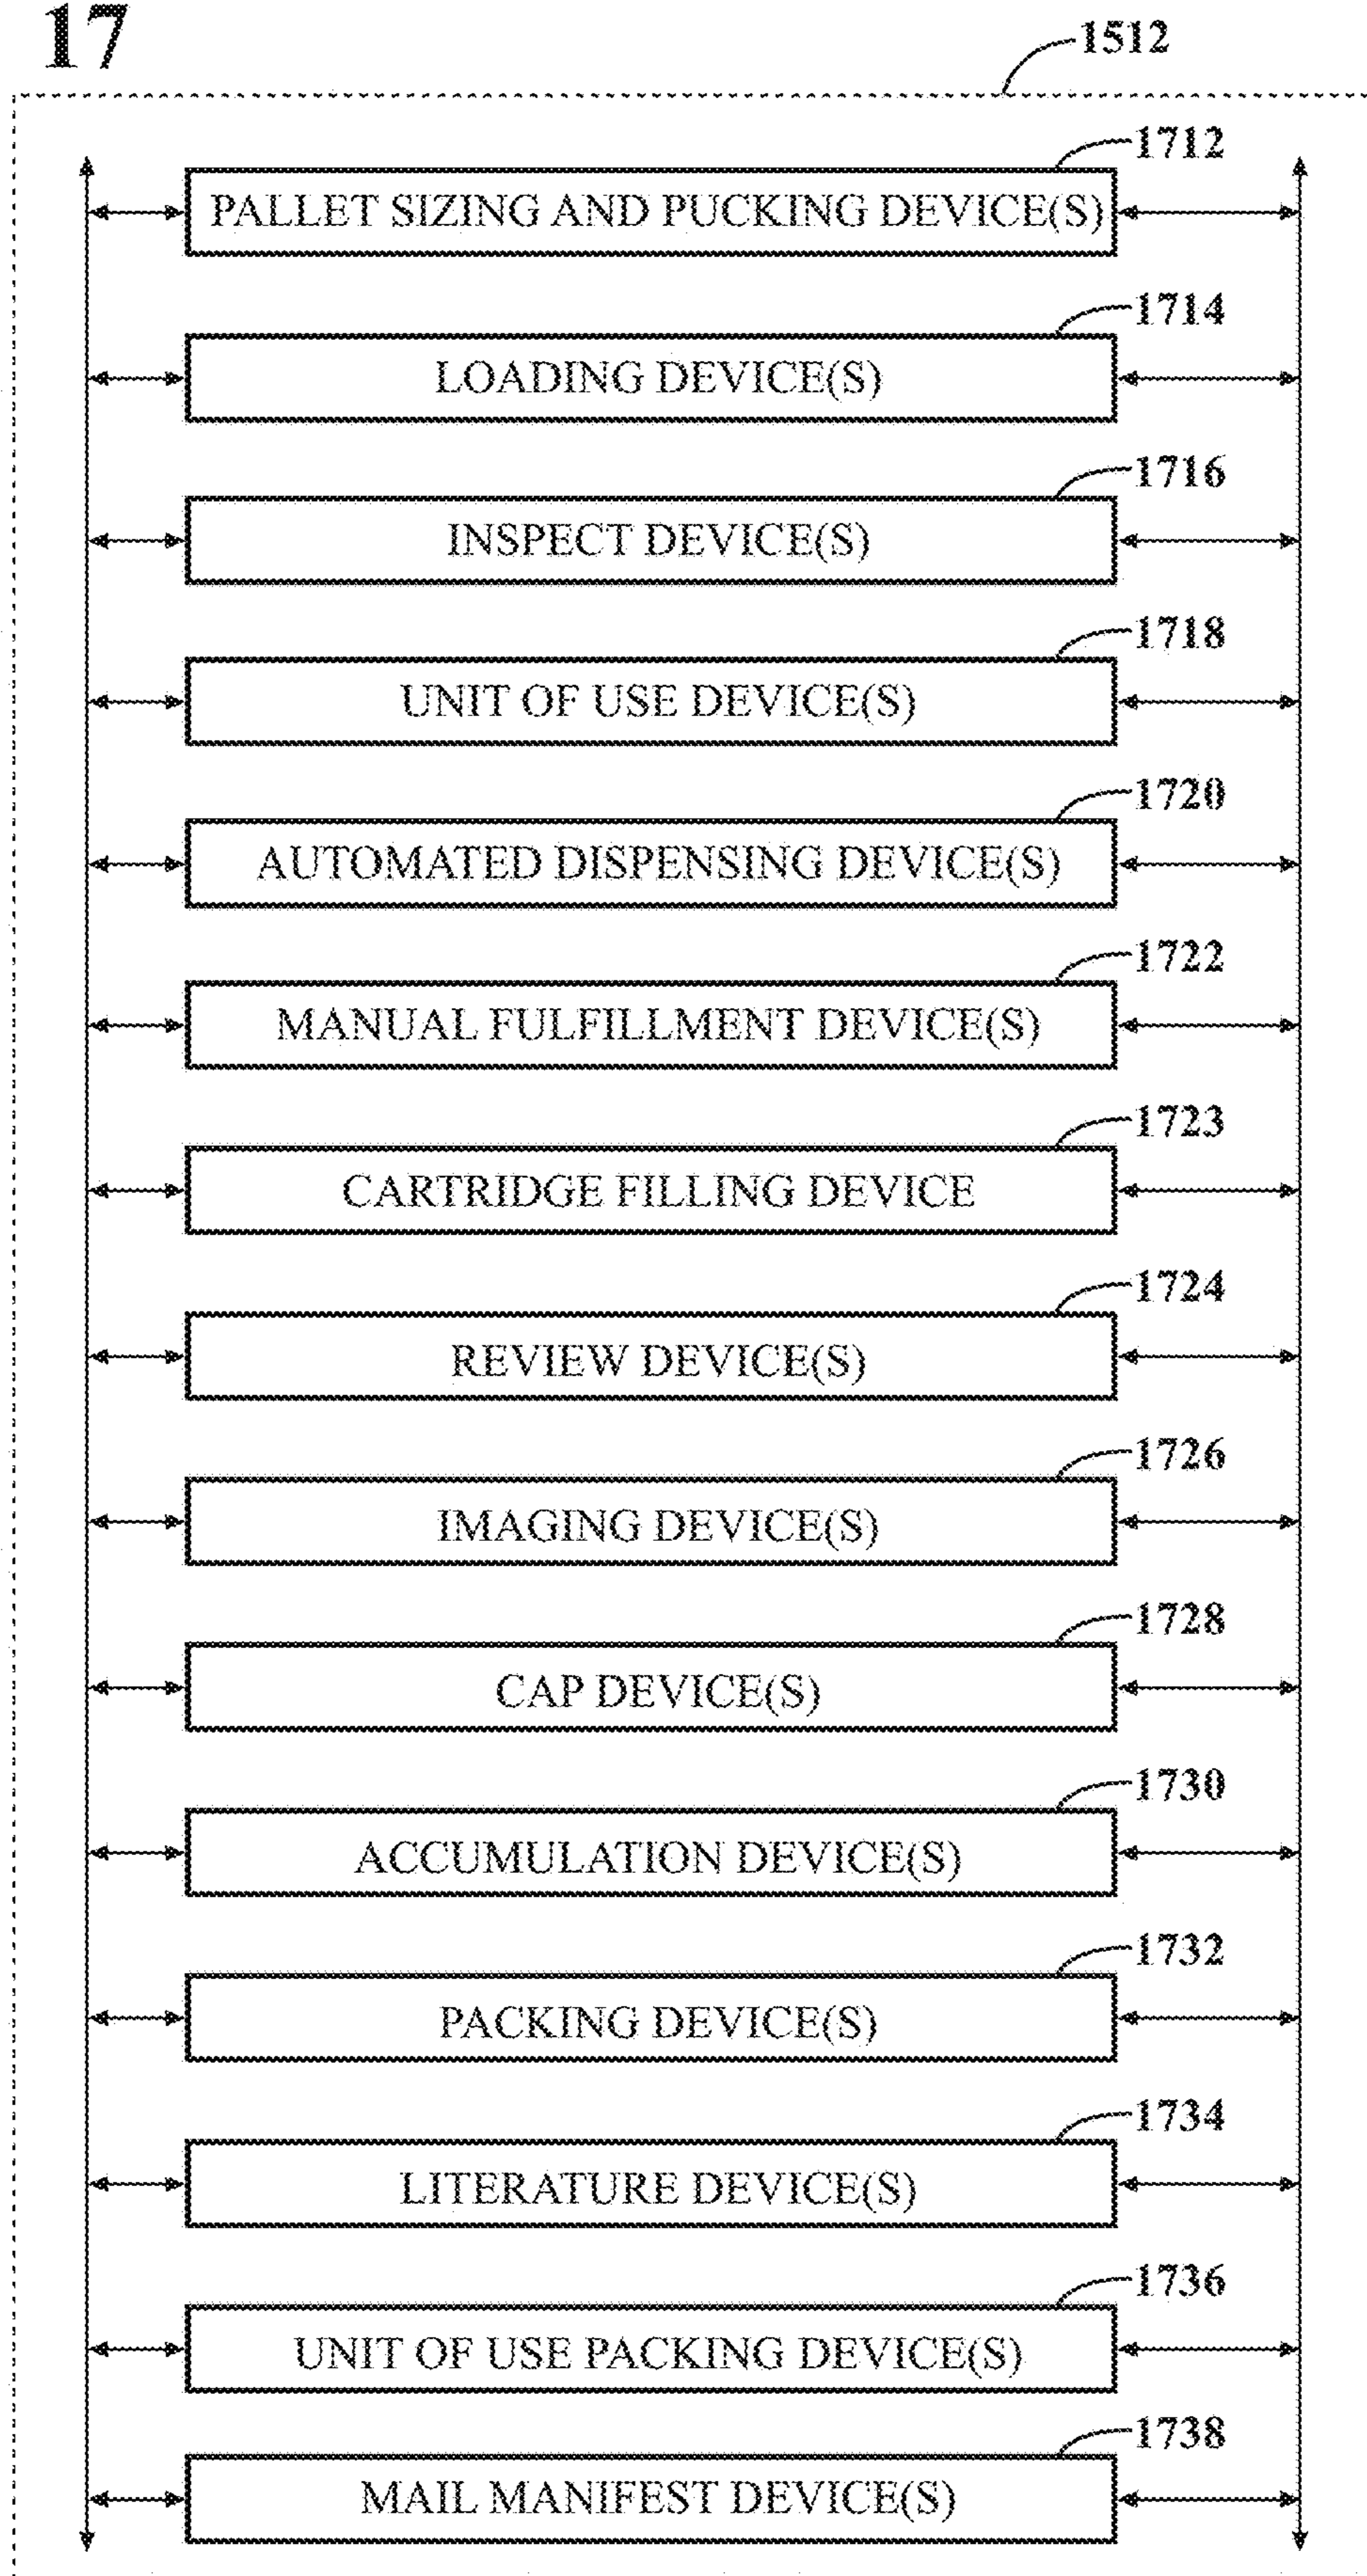 17
1512
1712
PALLET SIZING AND PUCKING DEVICE(S)
1714
LOADING DEVICE(S)
1716
INSPECT DEVICE(S)
1718
UNIT OF USE DEVICE(S)
1720
AUTOMATED DISPENSING DEVICE(S)
1722
MANUAL FULFILLMENT DEVICE(S)
1723
CARTRIDGE FILLING DEVICE
1724
REVIEW DEVICE(S)
1726
IMAGING DEVICE(S)
1728
CAP DEVICE(S)
1730
ACCUMULATION DEVICE(S)
1732
PACKING DEVICE(S)
1734
LITERATURE DEVICE(S)
1736
UNIT OF USE PACKING DEVICE(S)
1738
MAIL MANIFEST DEVICE(S)